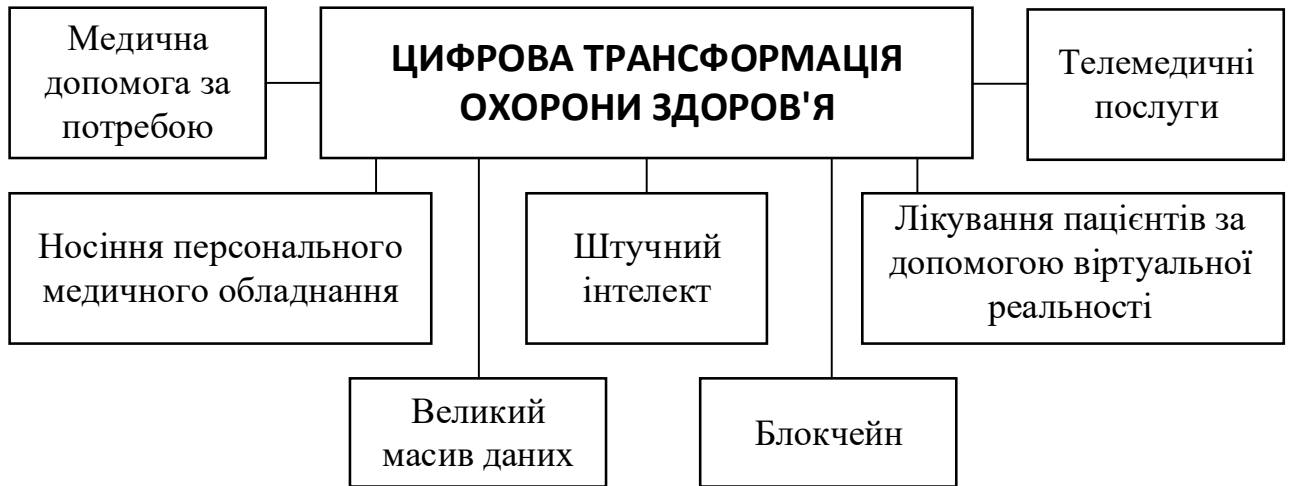 Медична
допомога за
потребою
ЦИФРОВА ТРАНСФОРМАЦІЯ
ОХОРОНИ ЗДОРОВ'Я
Телемедичні
послуги
Носіння персонального
медичного обладнання
Штучний
інтелект
Лікування пацієнтів за
допомогою віртуальної
реальності
Великий
масив даних
Блокчейн